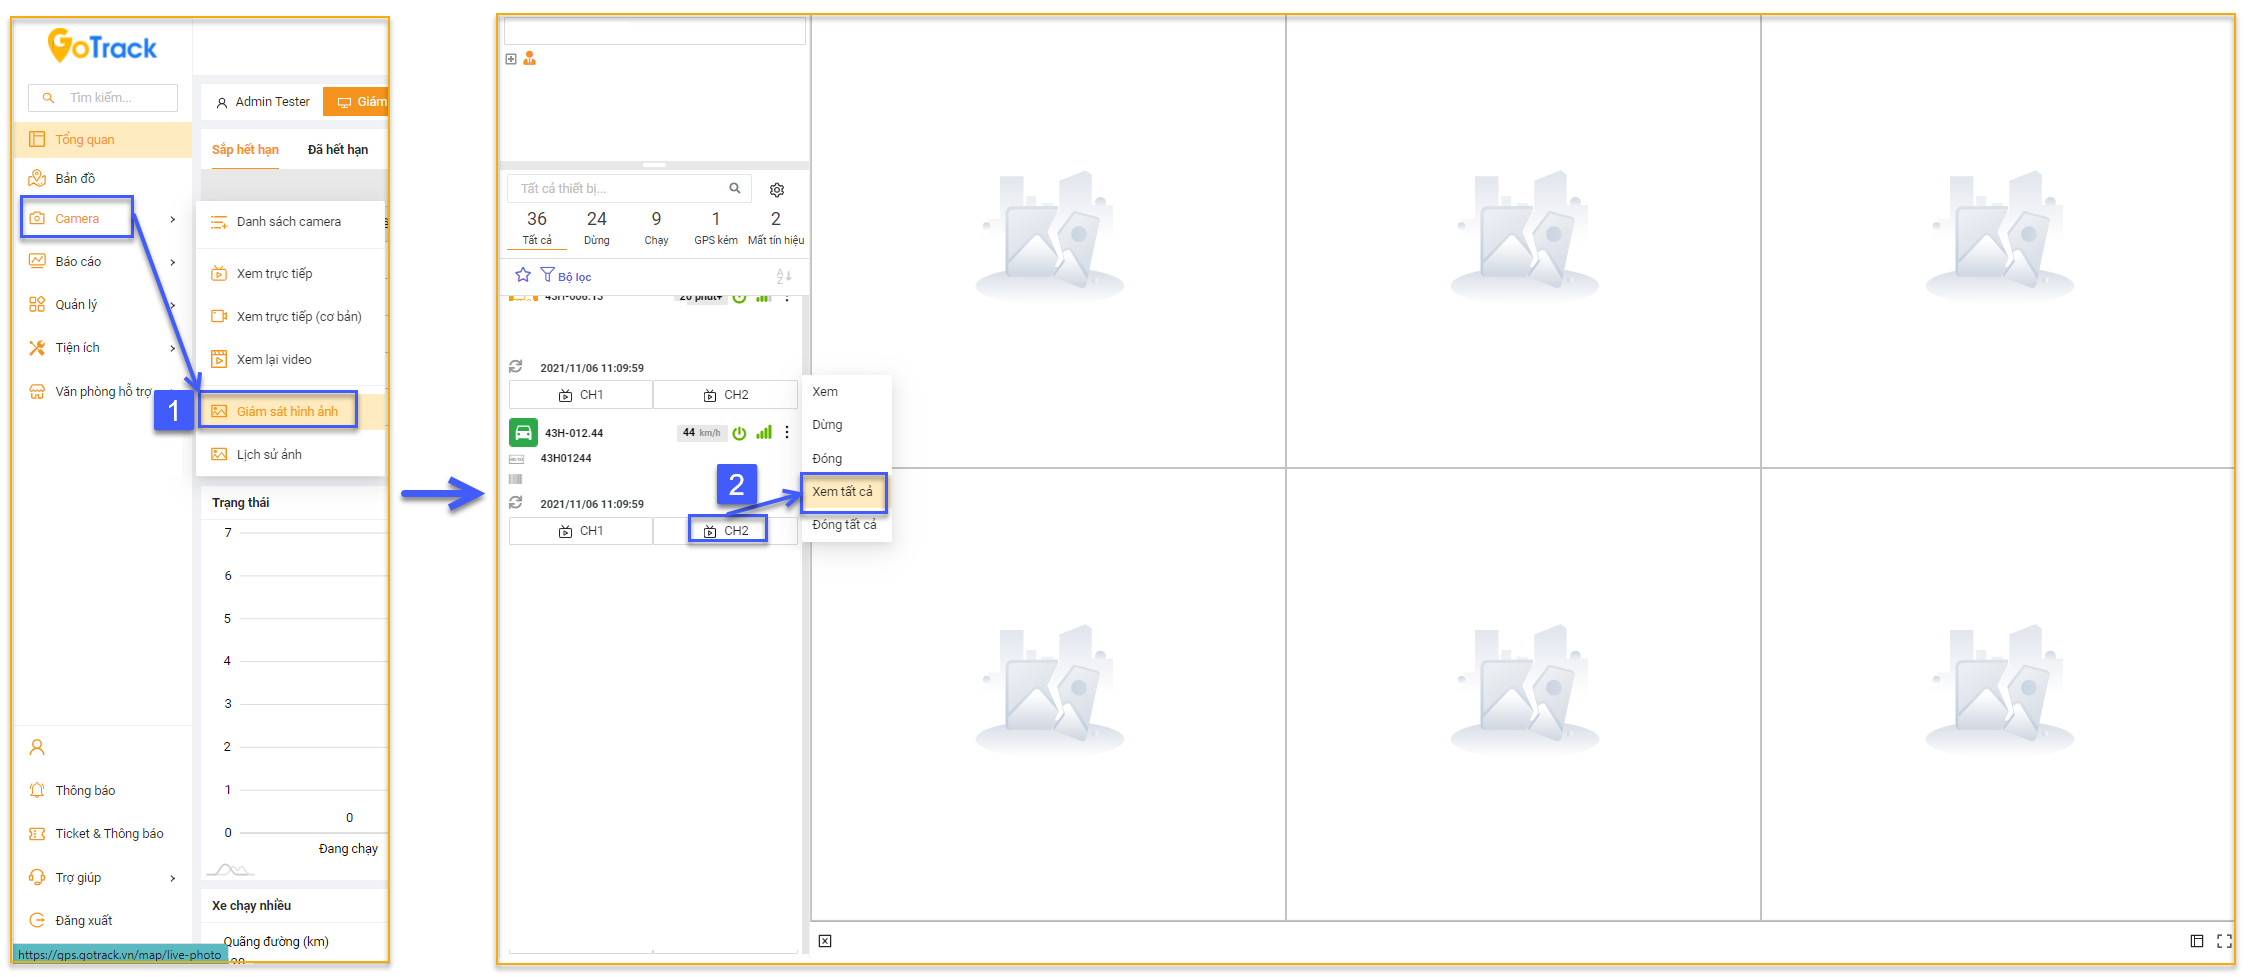 GoTrack
Tìm kiếm...
Tổng quan
Bản đồ
Camera
Báo cáo
Quản lý
Tiện ích
Văn phòng hỗ trợ
Thông báo
Ticket & Thông báo
Trợ giúp
Đăng xuất
https://gps.gotrack.vn/map/live-photo
Admin Tester
Giám
Sắp hết hạn
Đã hết hạn
Danh sách camera
Xem trực tiếp
Xem trực tiếp (cơ bản)
Xem lại video
1
Giám sát hình ảnh
Lịch sử ảnh
Trạng thái
7
6
5
4
3
2
1
0
0
Đang chạy
Xe chạy nhiều
Quãng đường (km)
Tất cả thiết bị...
36 24 9 1 2
Tất cả Dừng Chạy GPS kém Mất tín hiệu
Bộ lọc
43H-006.13 20 phút+
2021/11/06 11:09:59
CH1 CH2
43H-012.44 44 km/h
43H01244
2021/11/06 11:09:59
CH1 CH2
2
Xem
Dừng
Đóng
Xem tất cả
Đóng tất cả